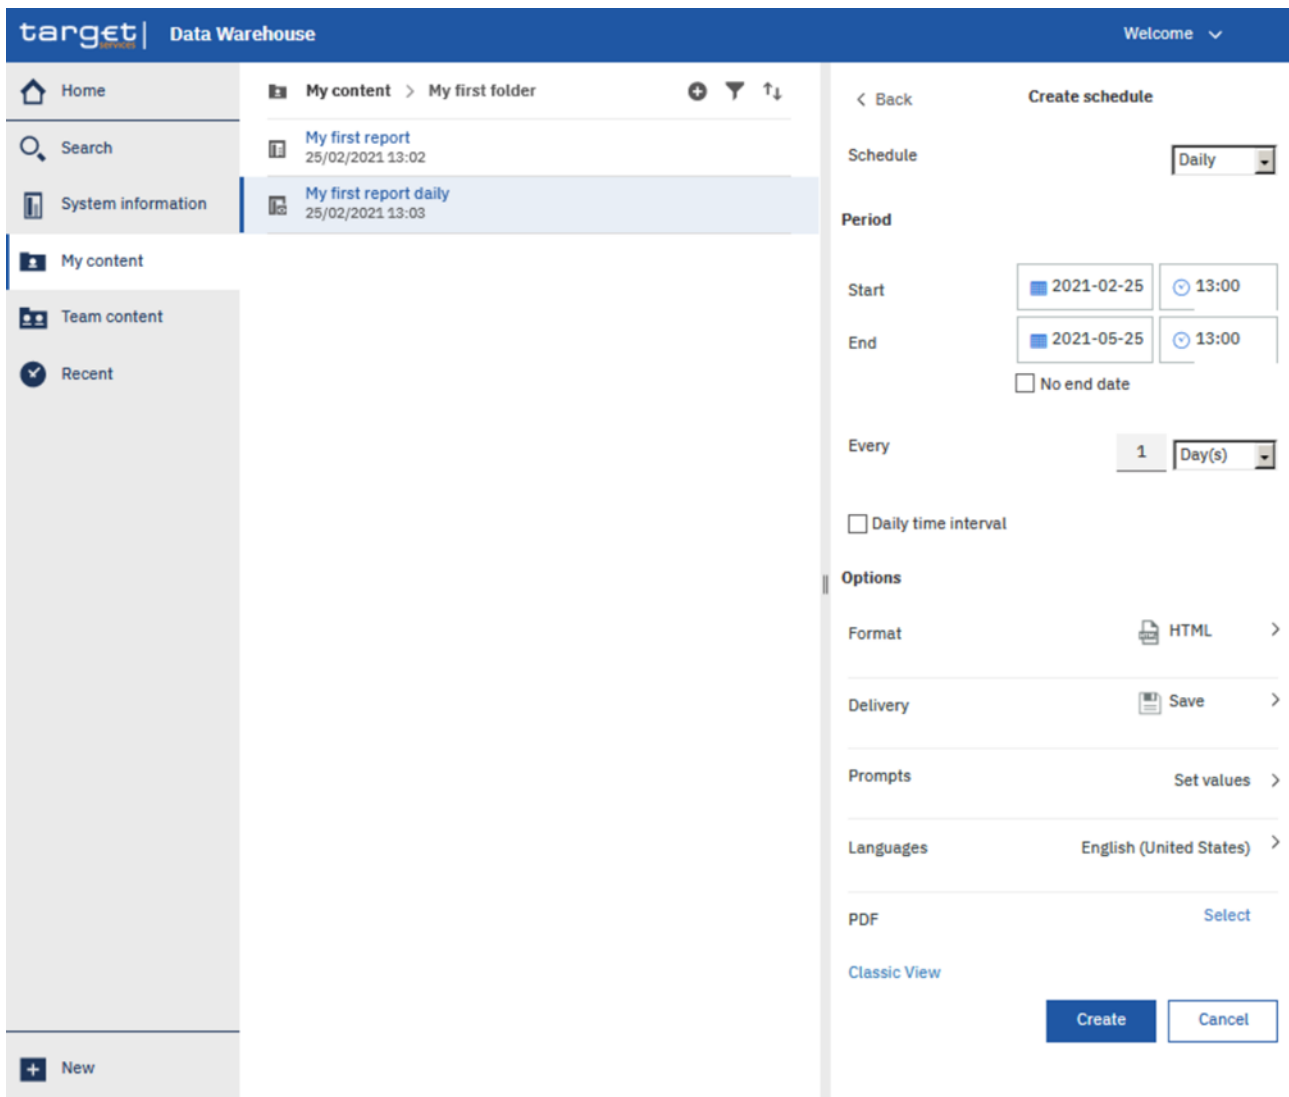 target| Data Warehouse Welcome
services
Home
Search
System information
My content
Team content
Recent
New
My content > My first folder
My first report
25/02/2021 13:02
My first report daily
25/02/2021 13:03
< Back Create schedule
Schedule Daily
Period
Start 2021-02-25 13:00
End 2021-05-25 13:00
No end date
Every 1 Day(s)
Daily time interval
Options
Format HTML >
Delivery Save >
Prompts Set values >
Languages English (United States) >
PDF Select
Classic View
Create Cancel